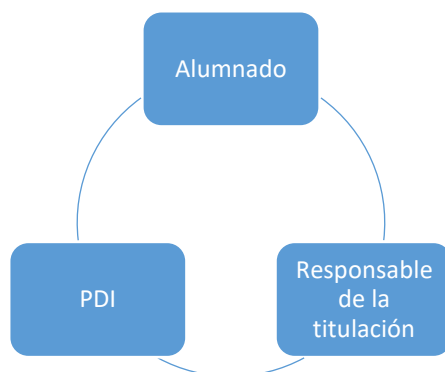 Alumnado
PDI
Responsable
de la
titulación